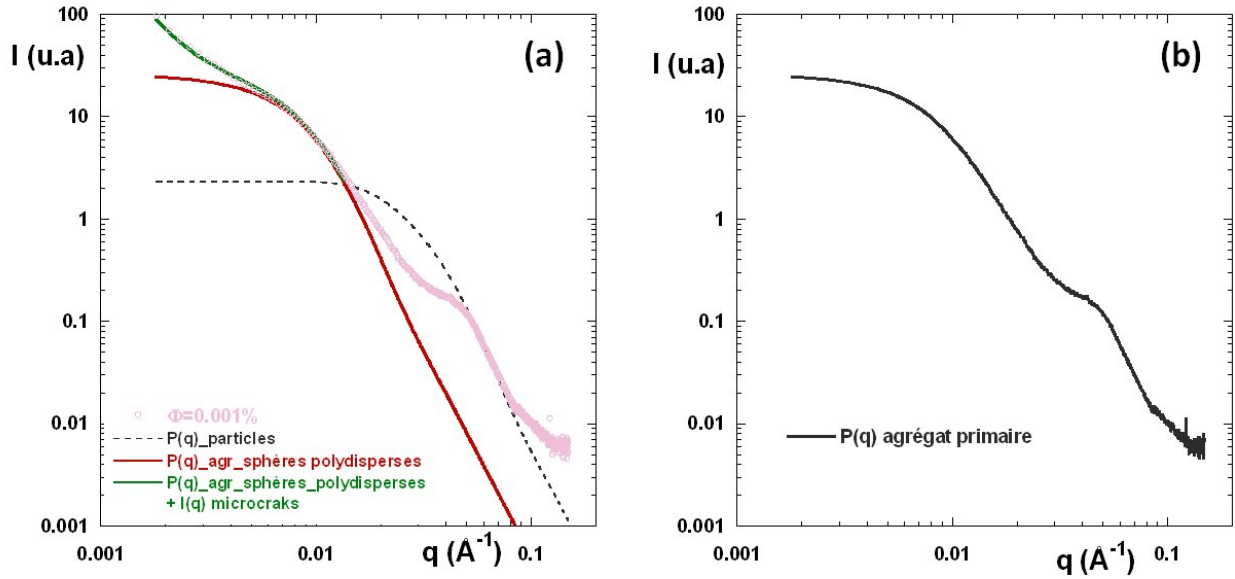 100
I (u.a)
10
1
0.1
0.01
0.001
(a)
Φ=0.001%
P(q)_particles
P(q)_agr_sphères polydisperses
P(q)_agr_sphères_polydisperses
+ I(q) microcraks
0.001
0.01
q (Å⁻¹)
0.1
100
I (u.a)
10
1
0.1
0.01
0.001
(b)
P(q) agrégat primaire
0.001
0.01
q (Å⁻¹)
0.1